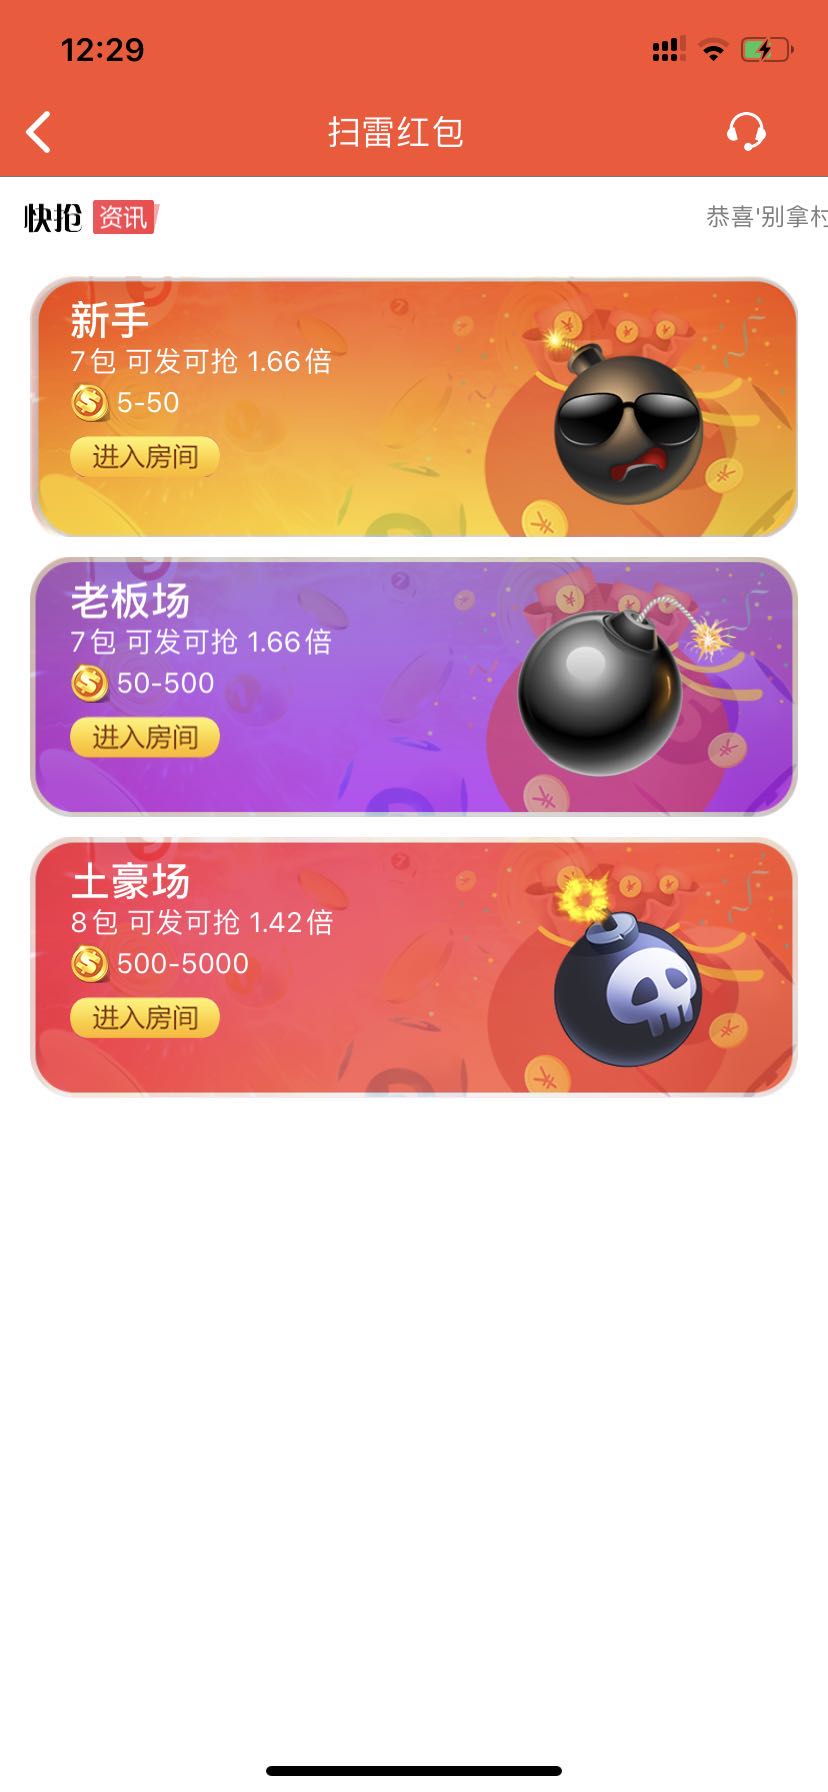 12:29
扫雷红包
快抢 资讯 恭喜'别拿村
新手
7包 可发可抢 1.66倍
5-50
进入房间
老板场
7包 可发可抢 1.66倍
50-500
进入房间
土豪场
8包 可发可抢 1.42倍
500-5000
进入房间